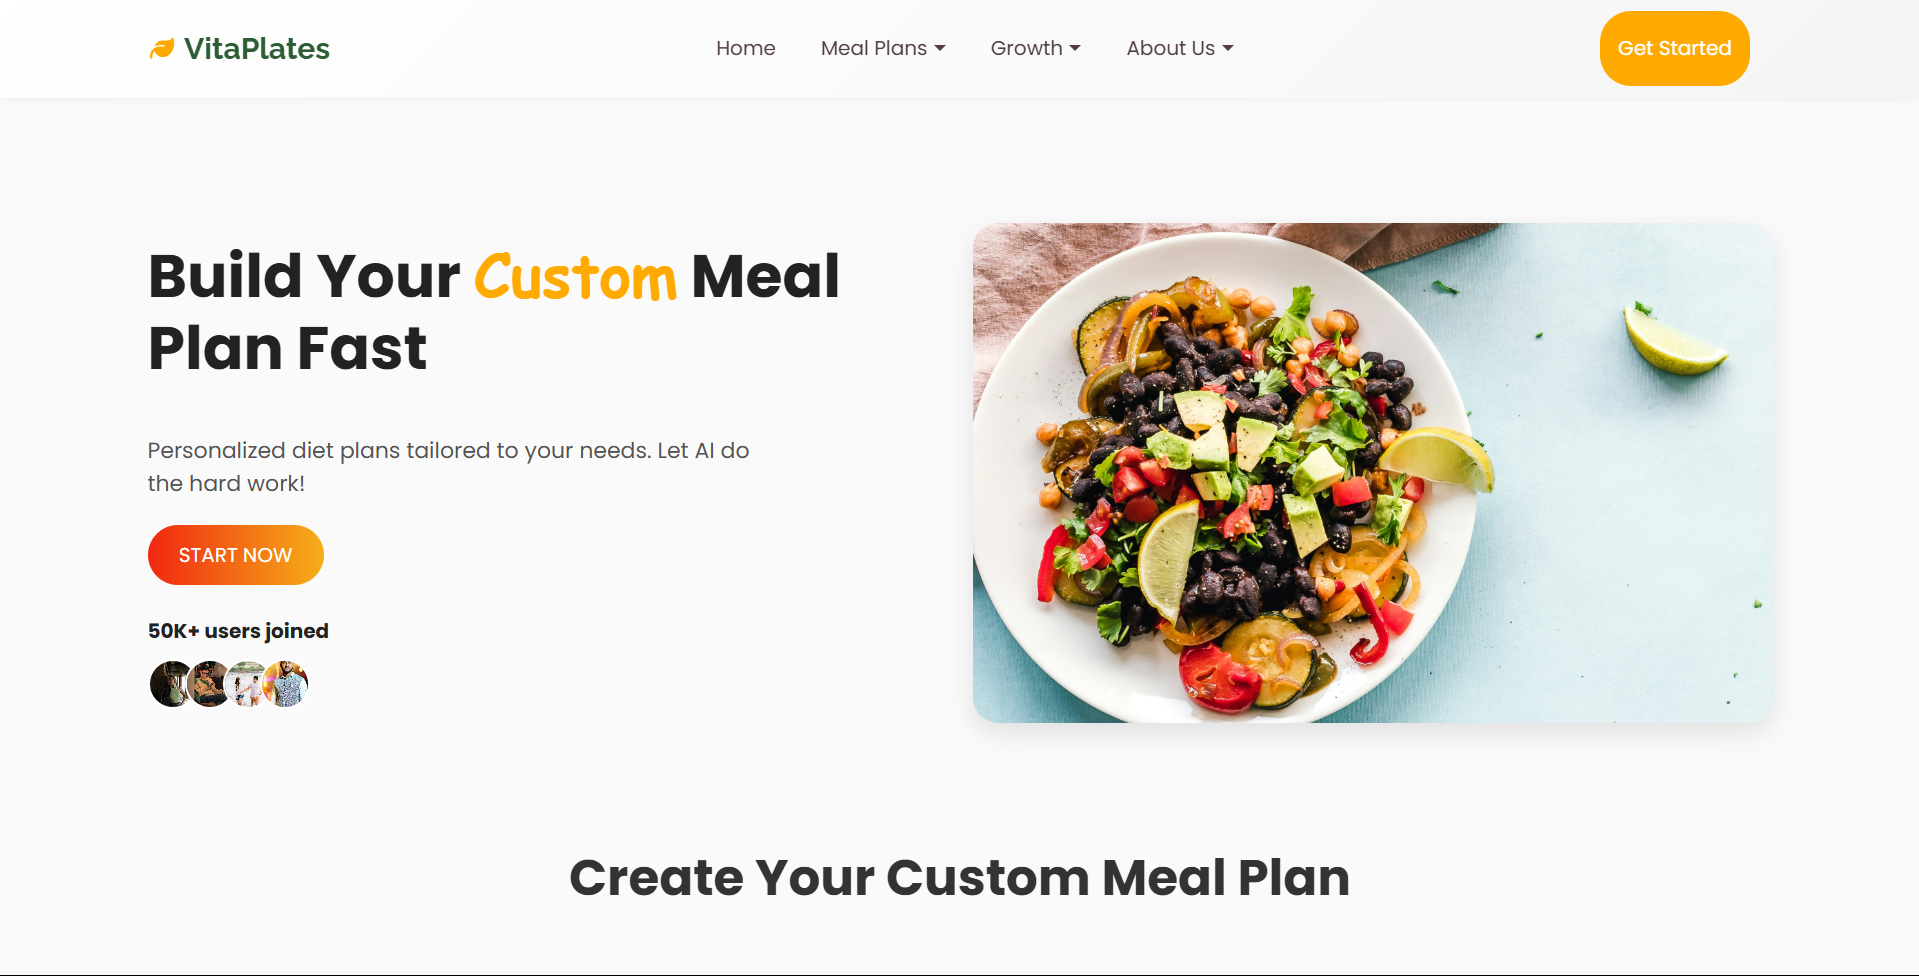 VitaPlates
Home
Meal Plans
Growth
About Us
Get Started
Build Your Custom Meal
Plan Fast
Personalized diet plans tailored to your needs. Let AI do
the hard work!
START NOW
50K+ users joined
Create Your Custom Meal Plan